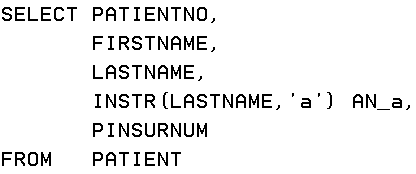 SELECT PATIENTNO,
FIRSTNAME,
LASTNAME,
INSTR(LASTNAME,'a') AN_a,
PINSURNUM
FROM PATIENT